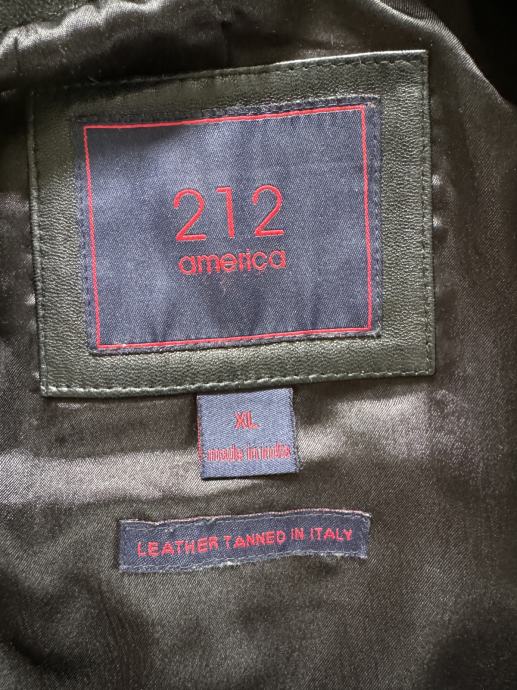 212
america
XL
made in india
LEATHER TANNED IN ITALY